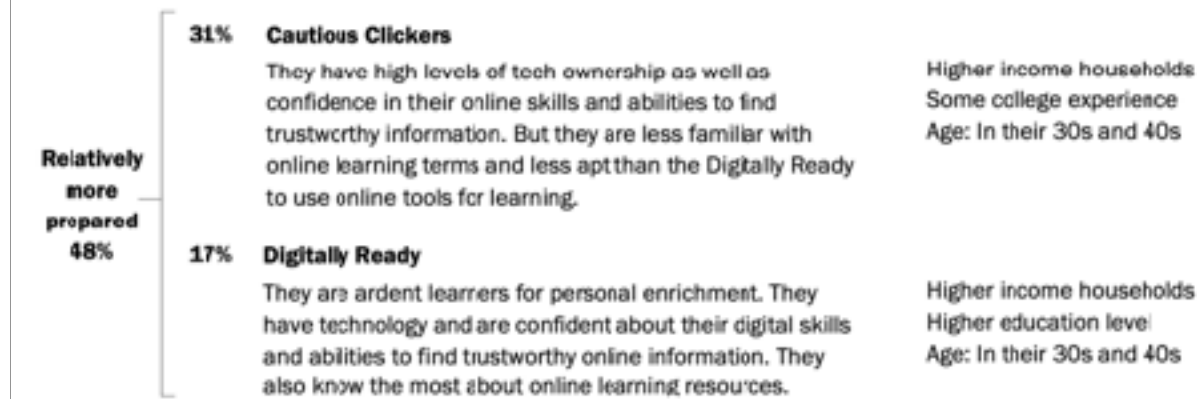 31% Cautious Clickers
They have high levels of tech ownership as well as
confidence in their online skills and abilities to find
trustworthy information. But they are less familiar with
online learning terms and less apt than the Digitally Ready
to use online tools for learning.
Higher income households
Some college experience
Age: In their 30s and 40s
Relatively
more
prepared
48%
17% Digitally Ready
They are ardent learners for personal enrichment. They
have technology and are confident about their digital skills
and abilities to find trustworthy online information. They
also know the most about online learning resources.
Higher income households
Higher education level
Age: In their 30s and 40s